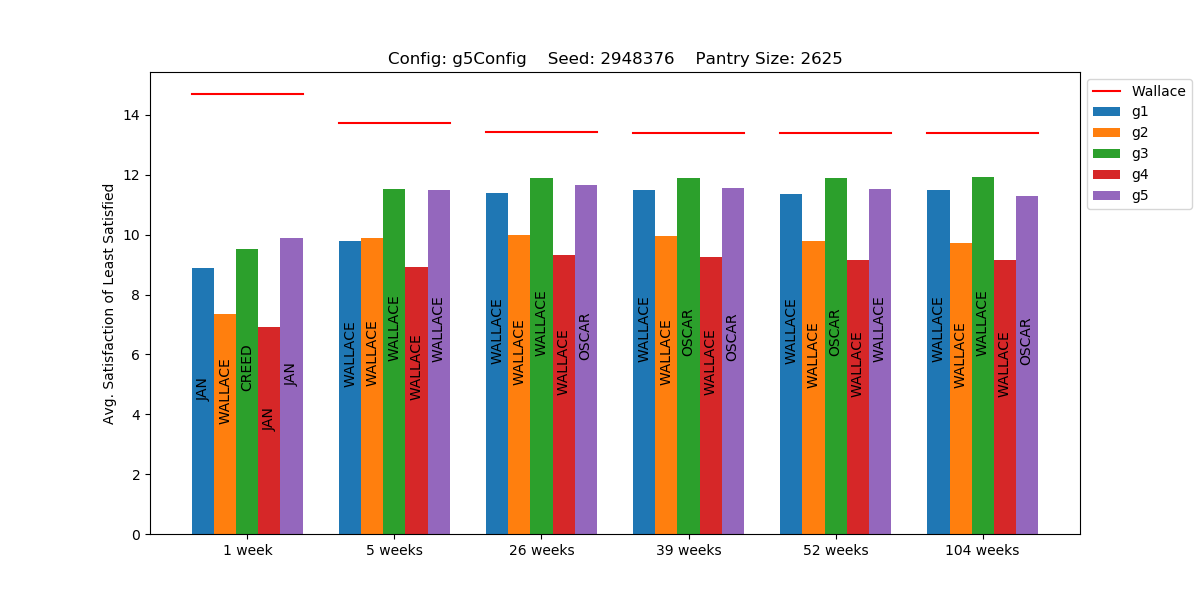 Config: g5Config    Seed: 2948376    Pantry Size: 2625
Avg. Satisfaction of Least Satisfied
14
12
10
8
6
4
2
0
JAN
WALLACE
CREED
JAN
JAN
WALLACE
WALLACE
WALLACE
WALLACE
WALLACE
WALLACE
WALLACE
WALLACE
WALLACE
OSCAR
WALLACE
WALLACE
OSCAR
WALLACE
OSCAR
WALLACE
WALLACE
OSCAR
WALLACE
WALLACE
WALLACE
WALLACE
WALLACE
WALLACE
OSCAR
1 week
5 weeks
26 weeks
39 weeks
52 weeks
104 weeks
Wallace
g1
g2
g3
g4
g5